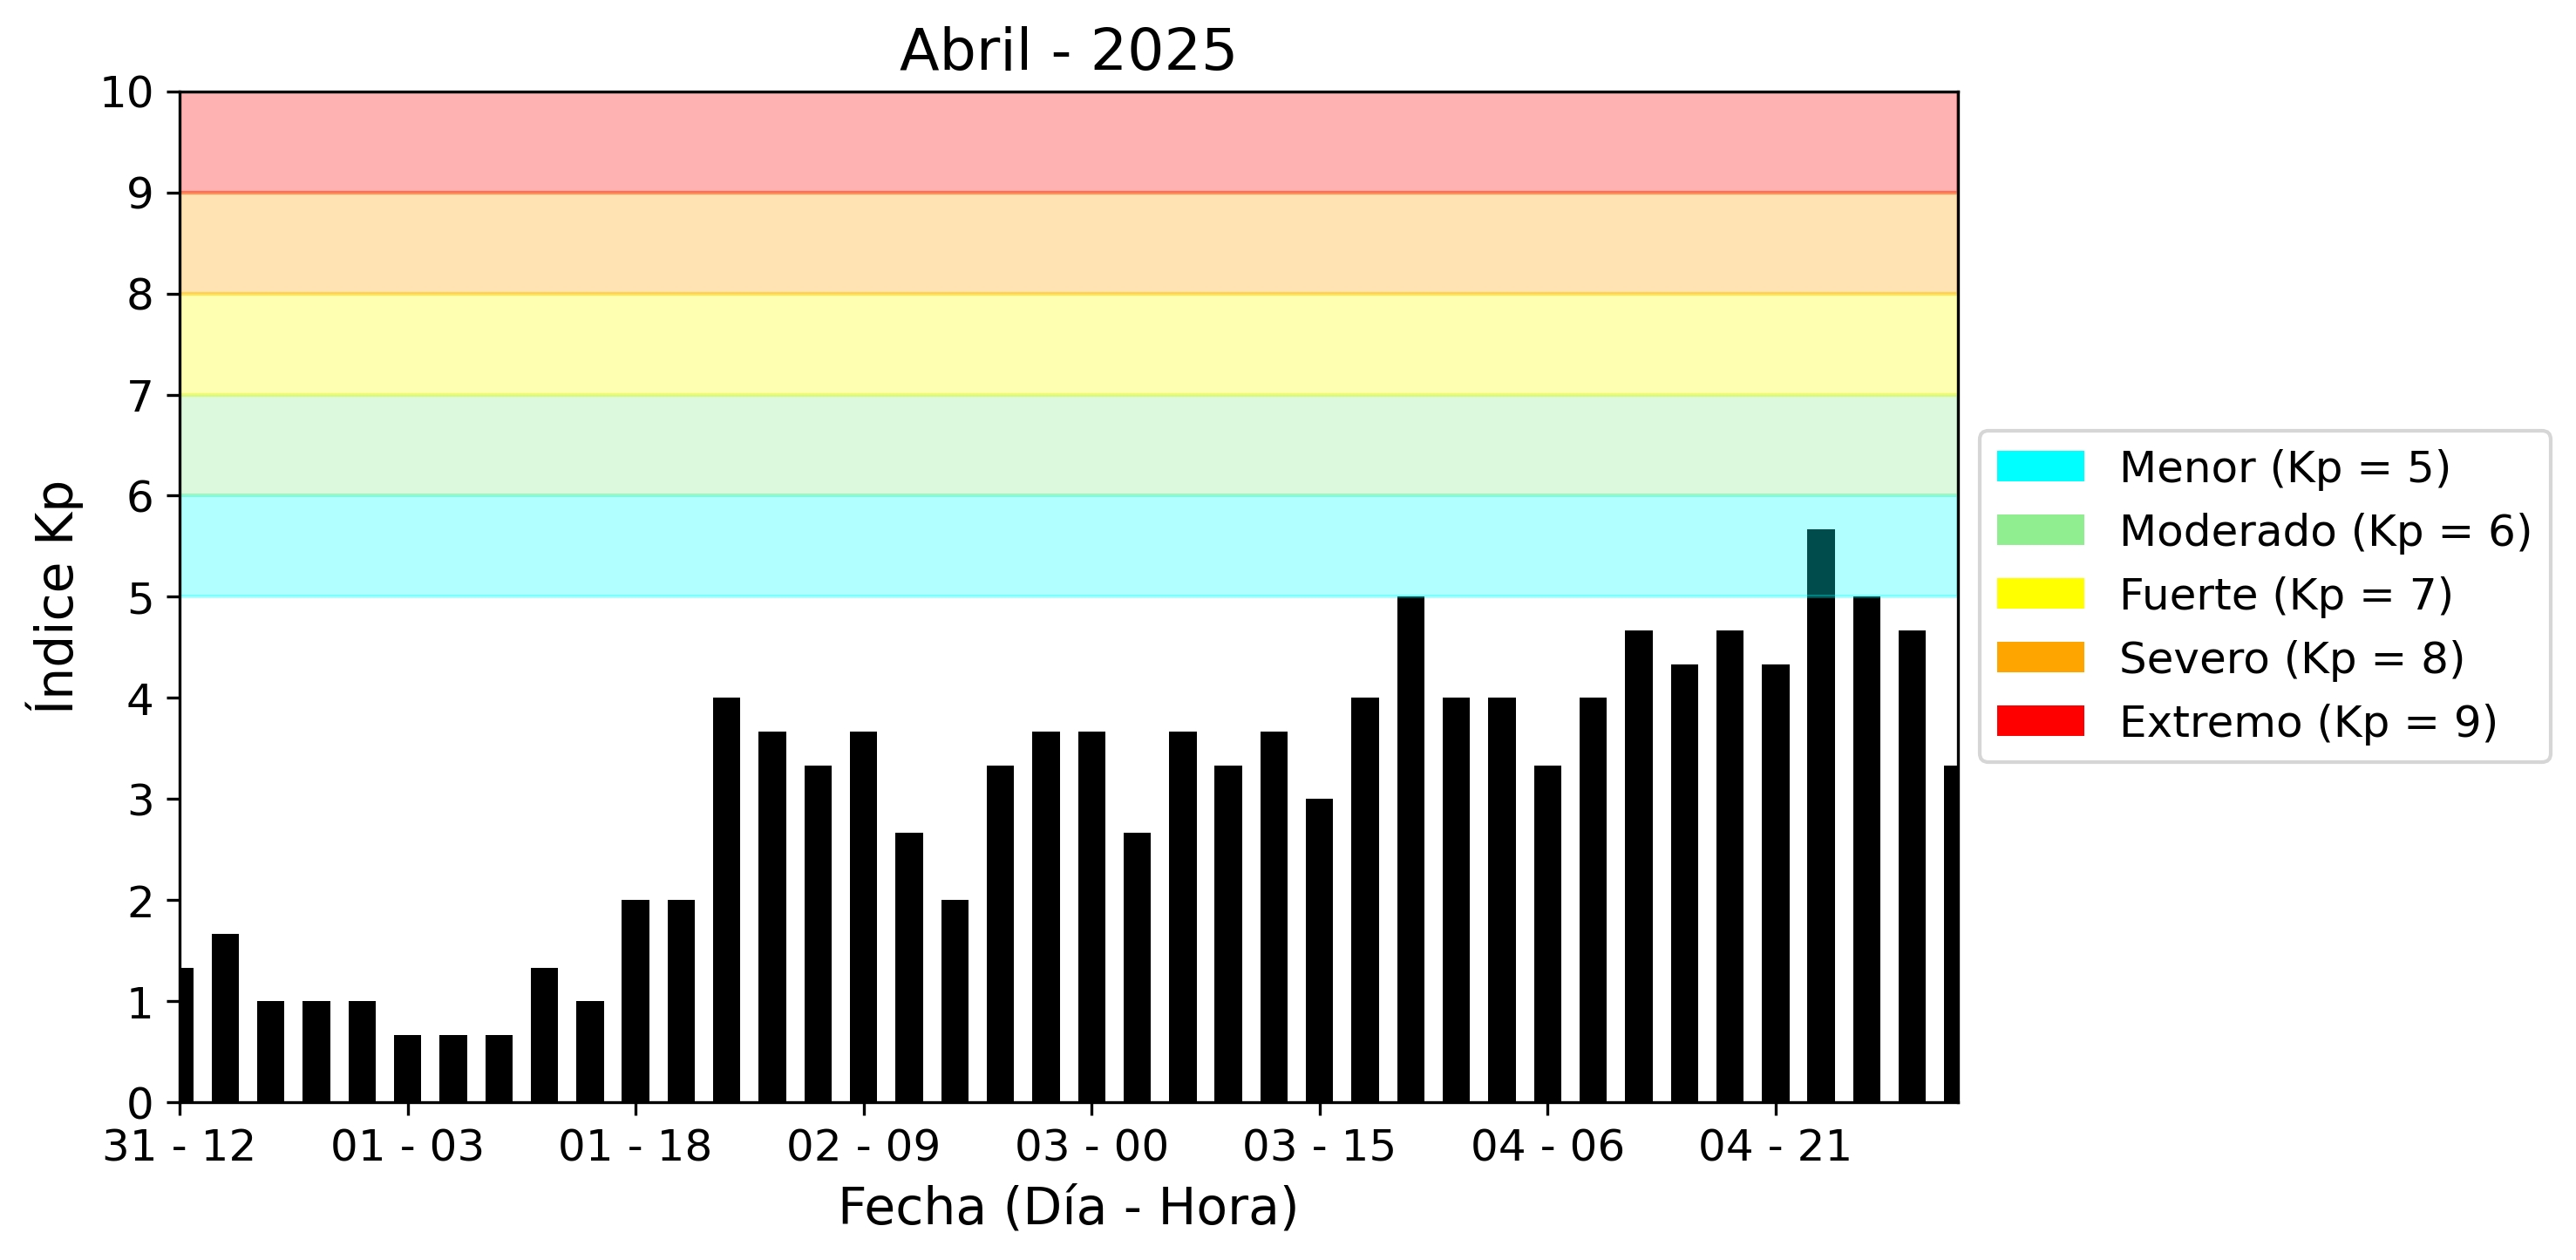 Abril - 2025
10
9
8
7
6
5
4
3
2
1
0
Índice Kp
31 - 12
01 - 03
01 - 18
02 - 09
03 - 00
03 - 15
04 - 06
04 - 21
Fecha (Día - Hora)
Menor (Kp = 5)
Moderado (Kp = 6)
Fuerte (Kp = 7)
Severo (Kp = 8)
Extremo (Kp = 9)